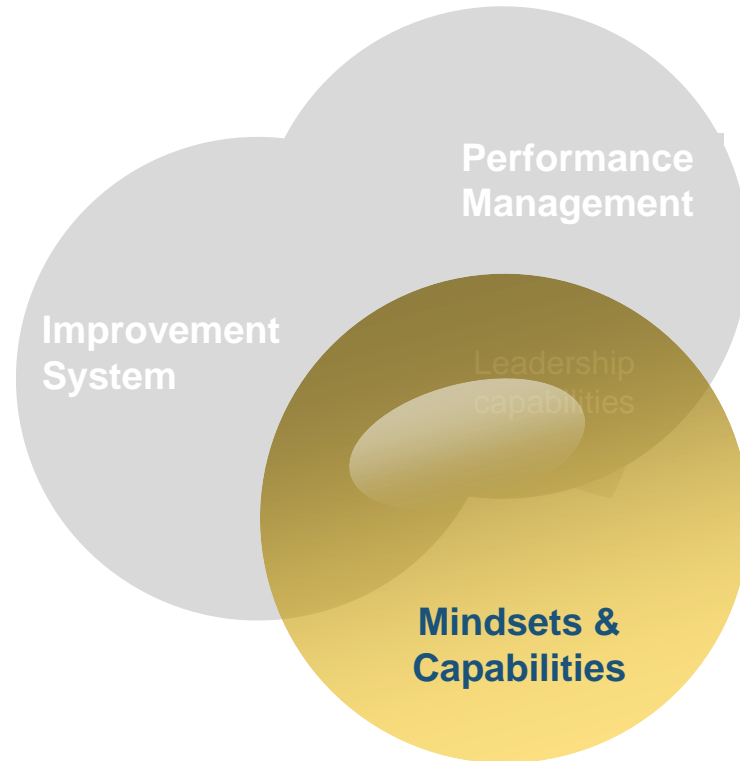 Performance
Management
Improvement
System
Leadership
capabilities
Mindsets &
Capabilities